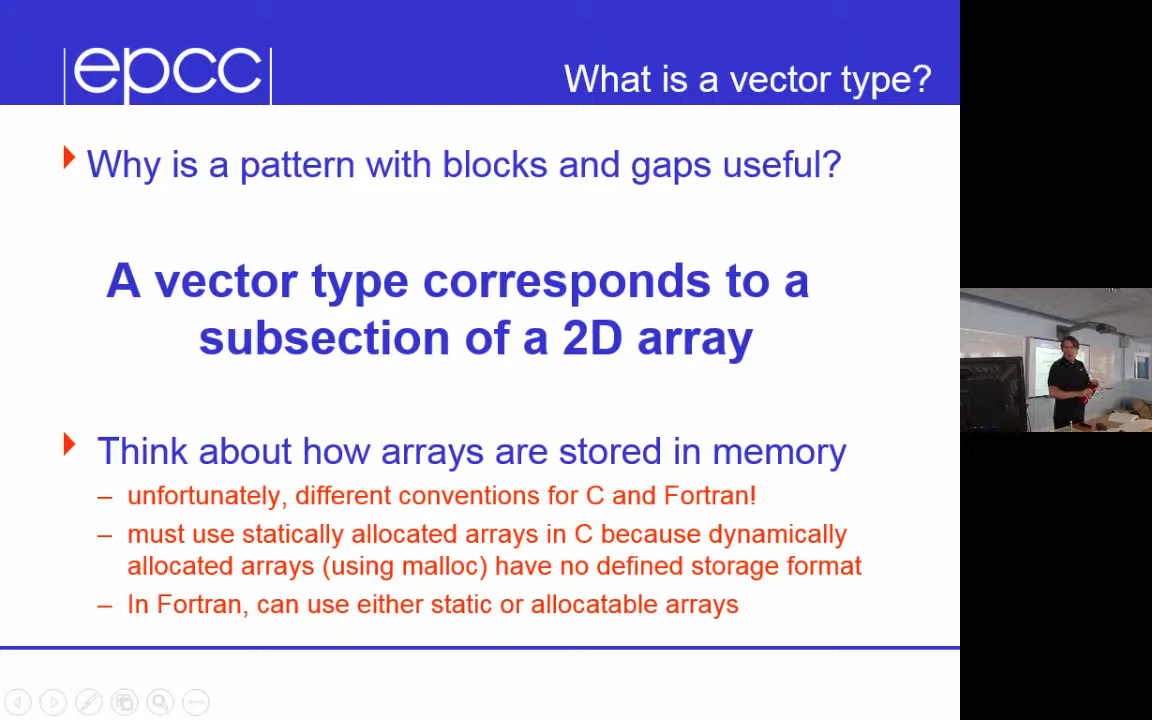 |epcc|
What is a vector type?
Why is a pattern with blocks and gaps useful?
A vector type corresponds to a
subsection of a 2D array
Think about how arrays are stored in memory
– unfortunately, different conventions for C and Fortran!
– must use statically allocated arrays in C because dynamically
allocated arrays (using malloc) have no defined storage format
– In Fortran, can use either static or allocatable arrays